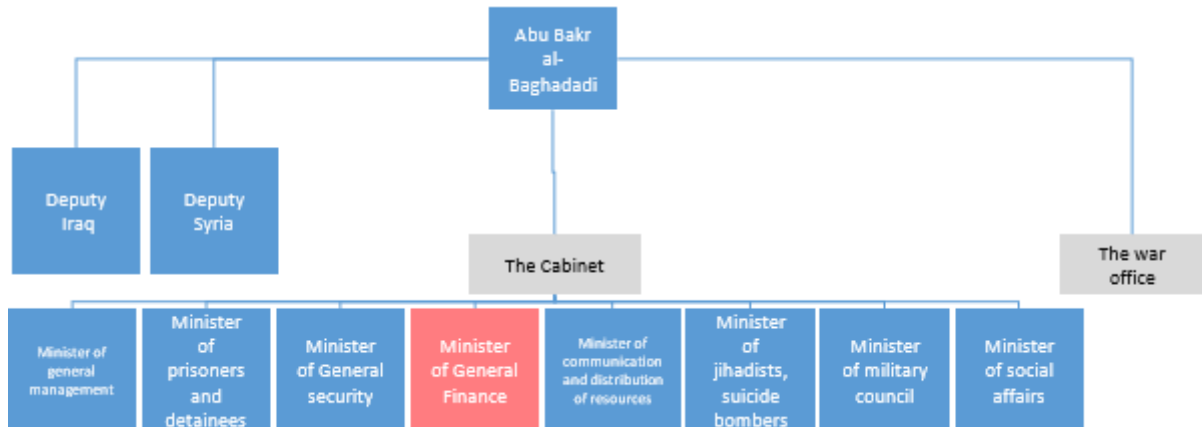 Abu Bakr
al-
Baghadadi
Deputy
Iraq
Deputy
Syria
The Cabinet
The war
office
Minister of
general
management
Minister
of
prisoners
and
detainees
Minister
of General
security
Minister
of General
Finance
Minister of
communication
and distribution
of resources
Minister
of
jihadists,
suicide
bombers
Minister
of military
council
Minister
of social
affairs